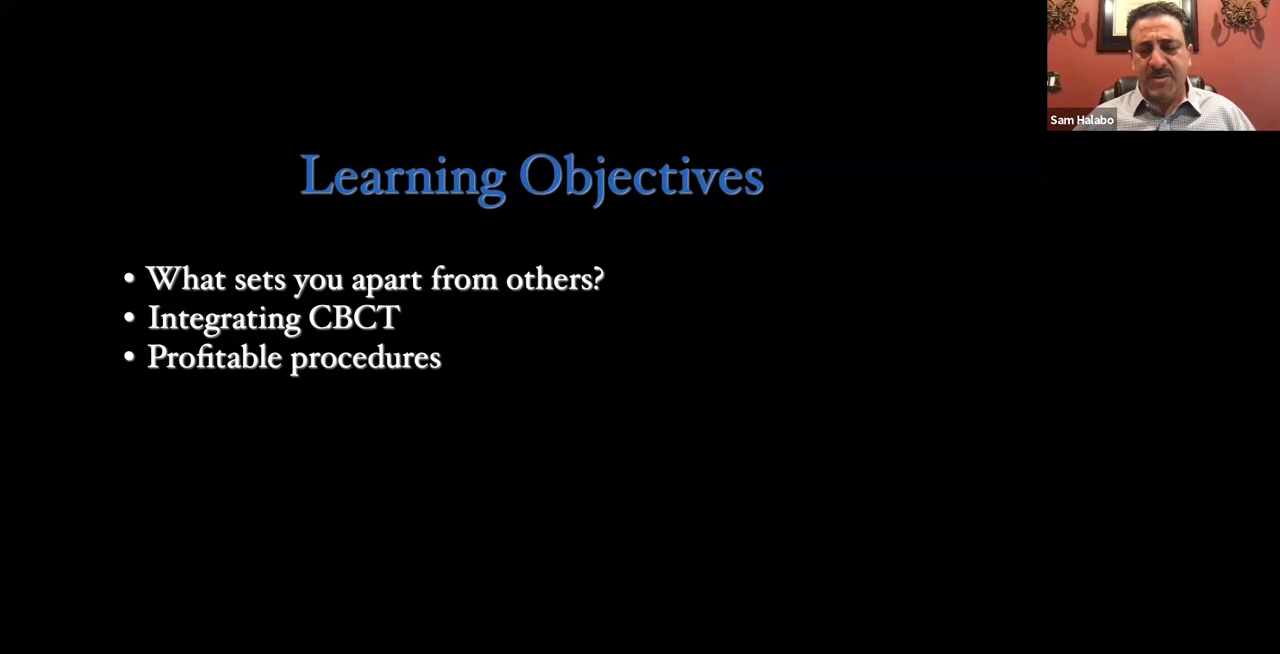 Sam Halabo
Learning Objectives
• What sets you apart from others?
• Integrating CBCT
• Profitable procedures